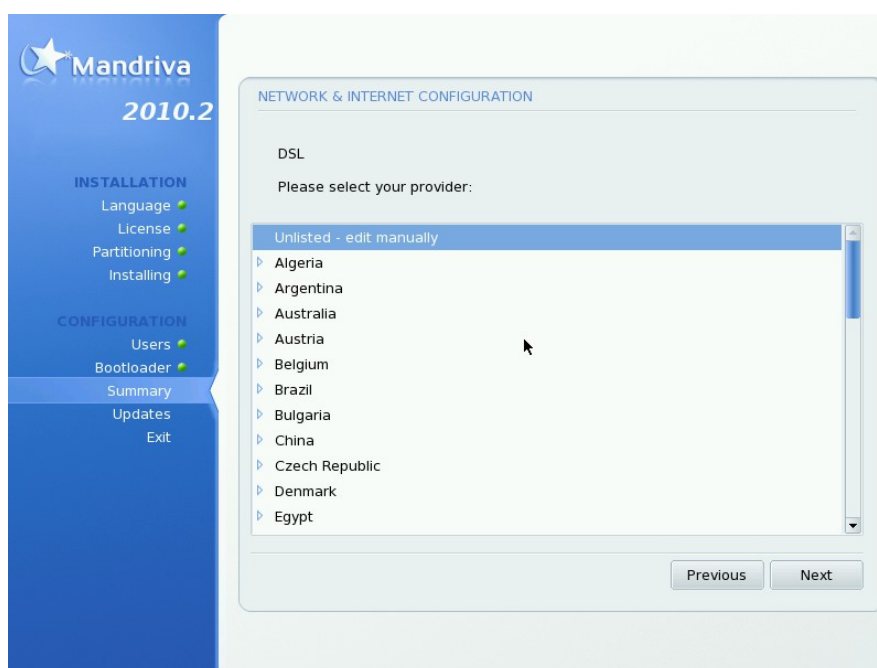 Mandriva
2010.2
INSTALLATION
Language
License
Partitioning
Installing
CONFIGURATION
Users
Bootloader
Summary
Updates
Exit
NETWORK & INTERNET CONFIGURATION
DSL
Please select your provider:
Unlisted - edit manually
Algeria
Argentina
Australia
Austria
Belgium
Brazil
Bulgaria
China
Czech Republic
Denmark
Egypt
Previous Next